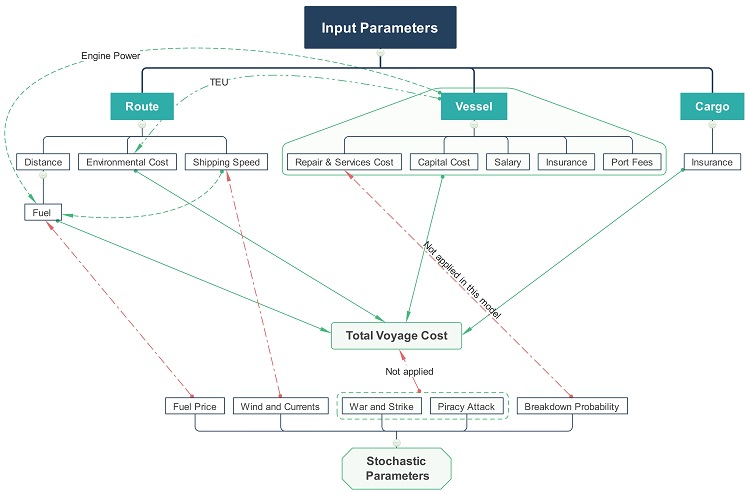 Input Parameters
Engine Power
TEU
Route
Vessel
Cargo
Distance
Environmental Cost
Shipping Speed
Repair & Services Cost
Capital Cost
Salary
Insurance
Port Fees
Insurance
Fuel
Not applied in this model
Total Voyage Cost
Not applied
Fuel Price
Wind and Currents
War and Strike
Piracy Attack
Breakdown Probability
Stochastic
Parameters